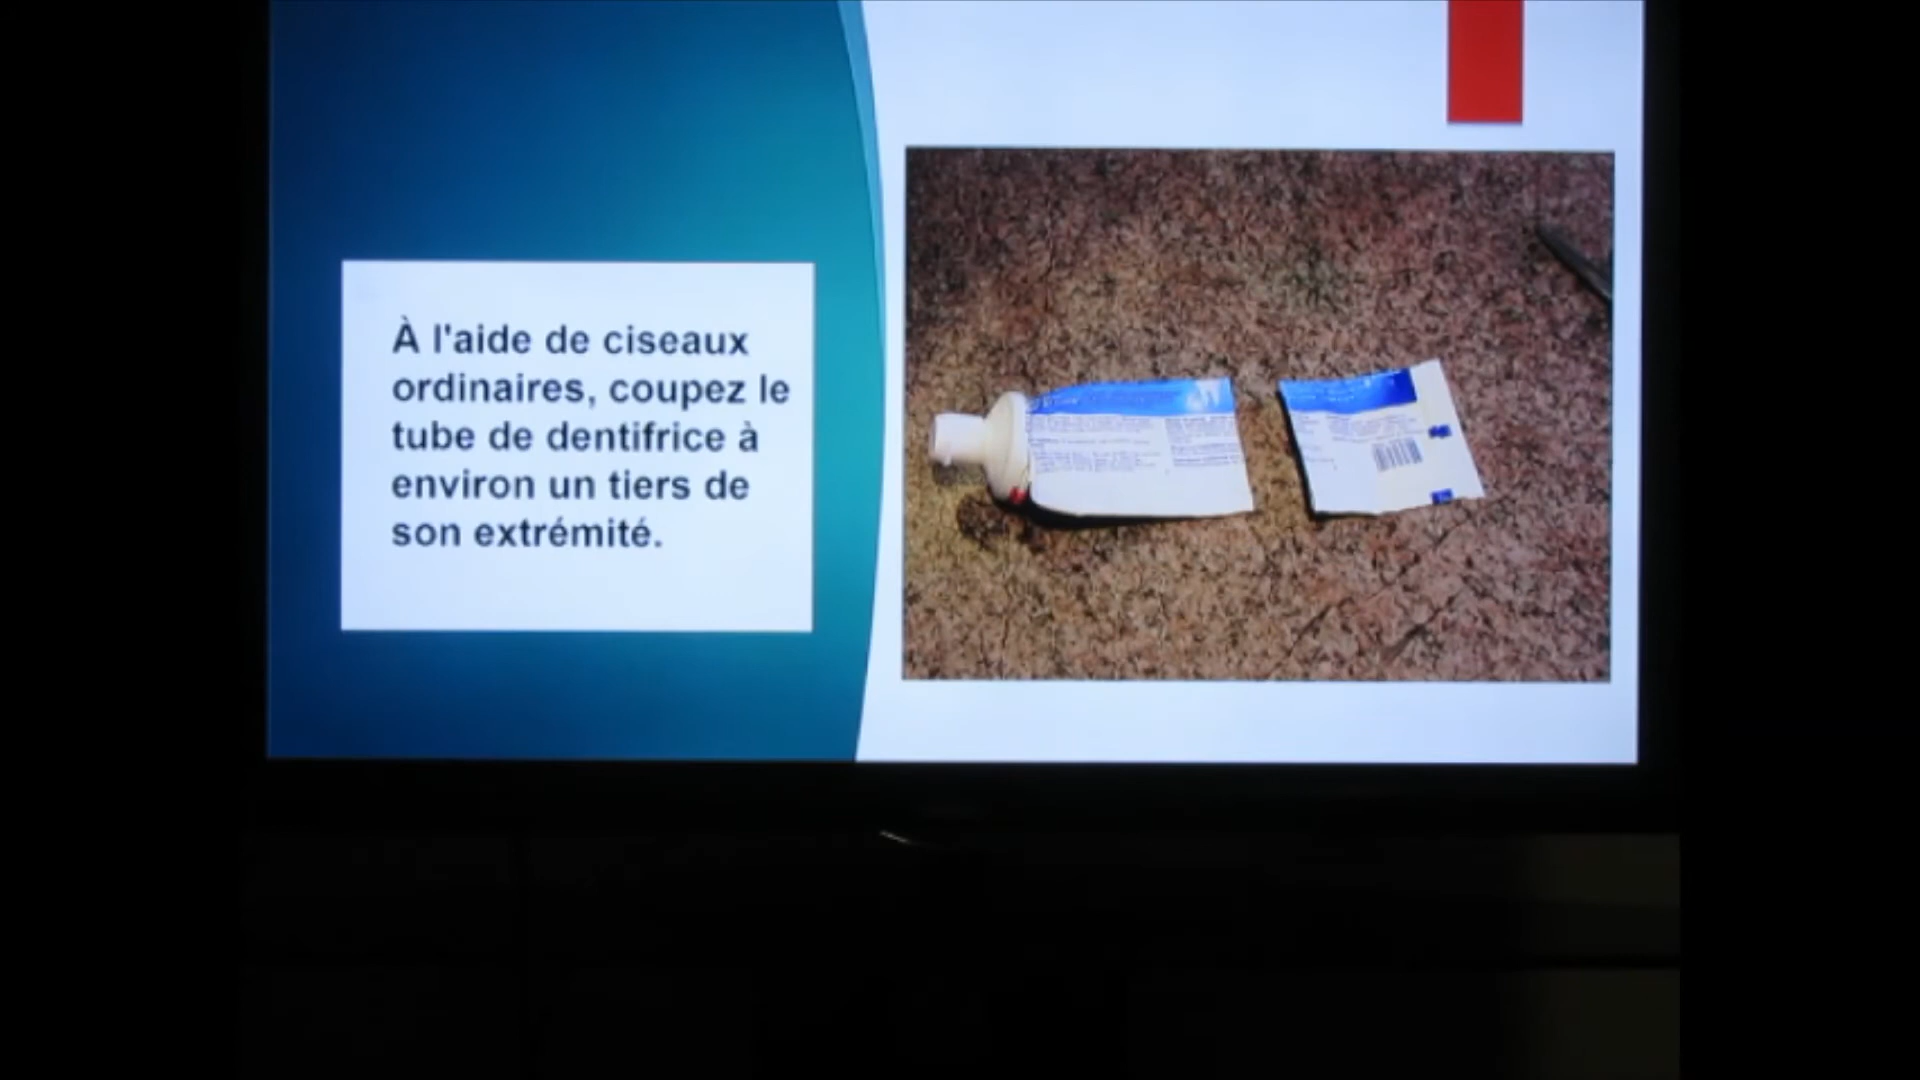 À l'aide de ciseaux
ordinaires, coupez le
tube de dentifrice à
environ un tiers de
son extrémité.